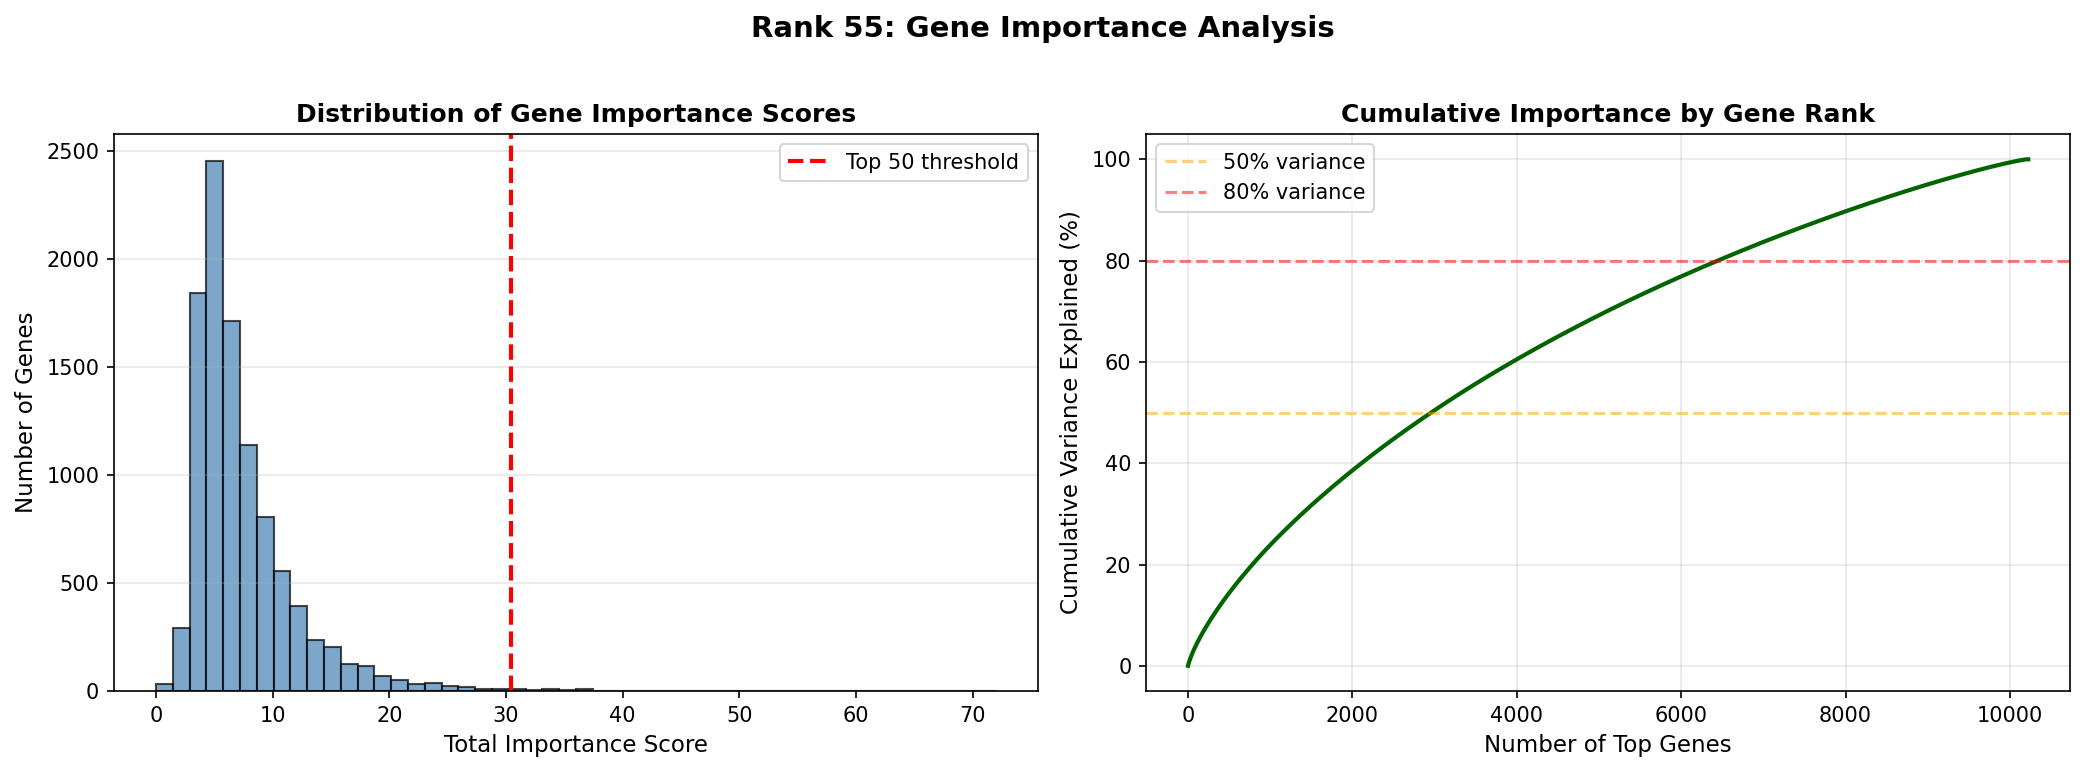 Rank 55: Gene Importance Analysis
Distribution of Gene Importance Scores
Number of Genes
2500
2000
1500
1000
500
0
Top 50 threshold
0 10 20 30 40 50 60 70
Total Importance Score
Cumulative Importance by Gene Rank
Cumulative Variance Explained (%)
100
80
60
40
20
0
50% variance
80% variance
0 2000 4000 6000 8000 10000
Number of Top Genes